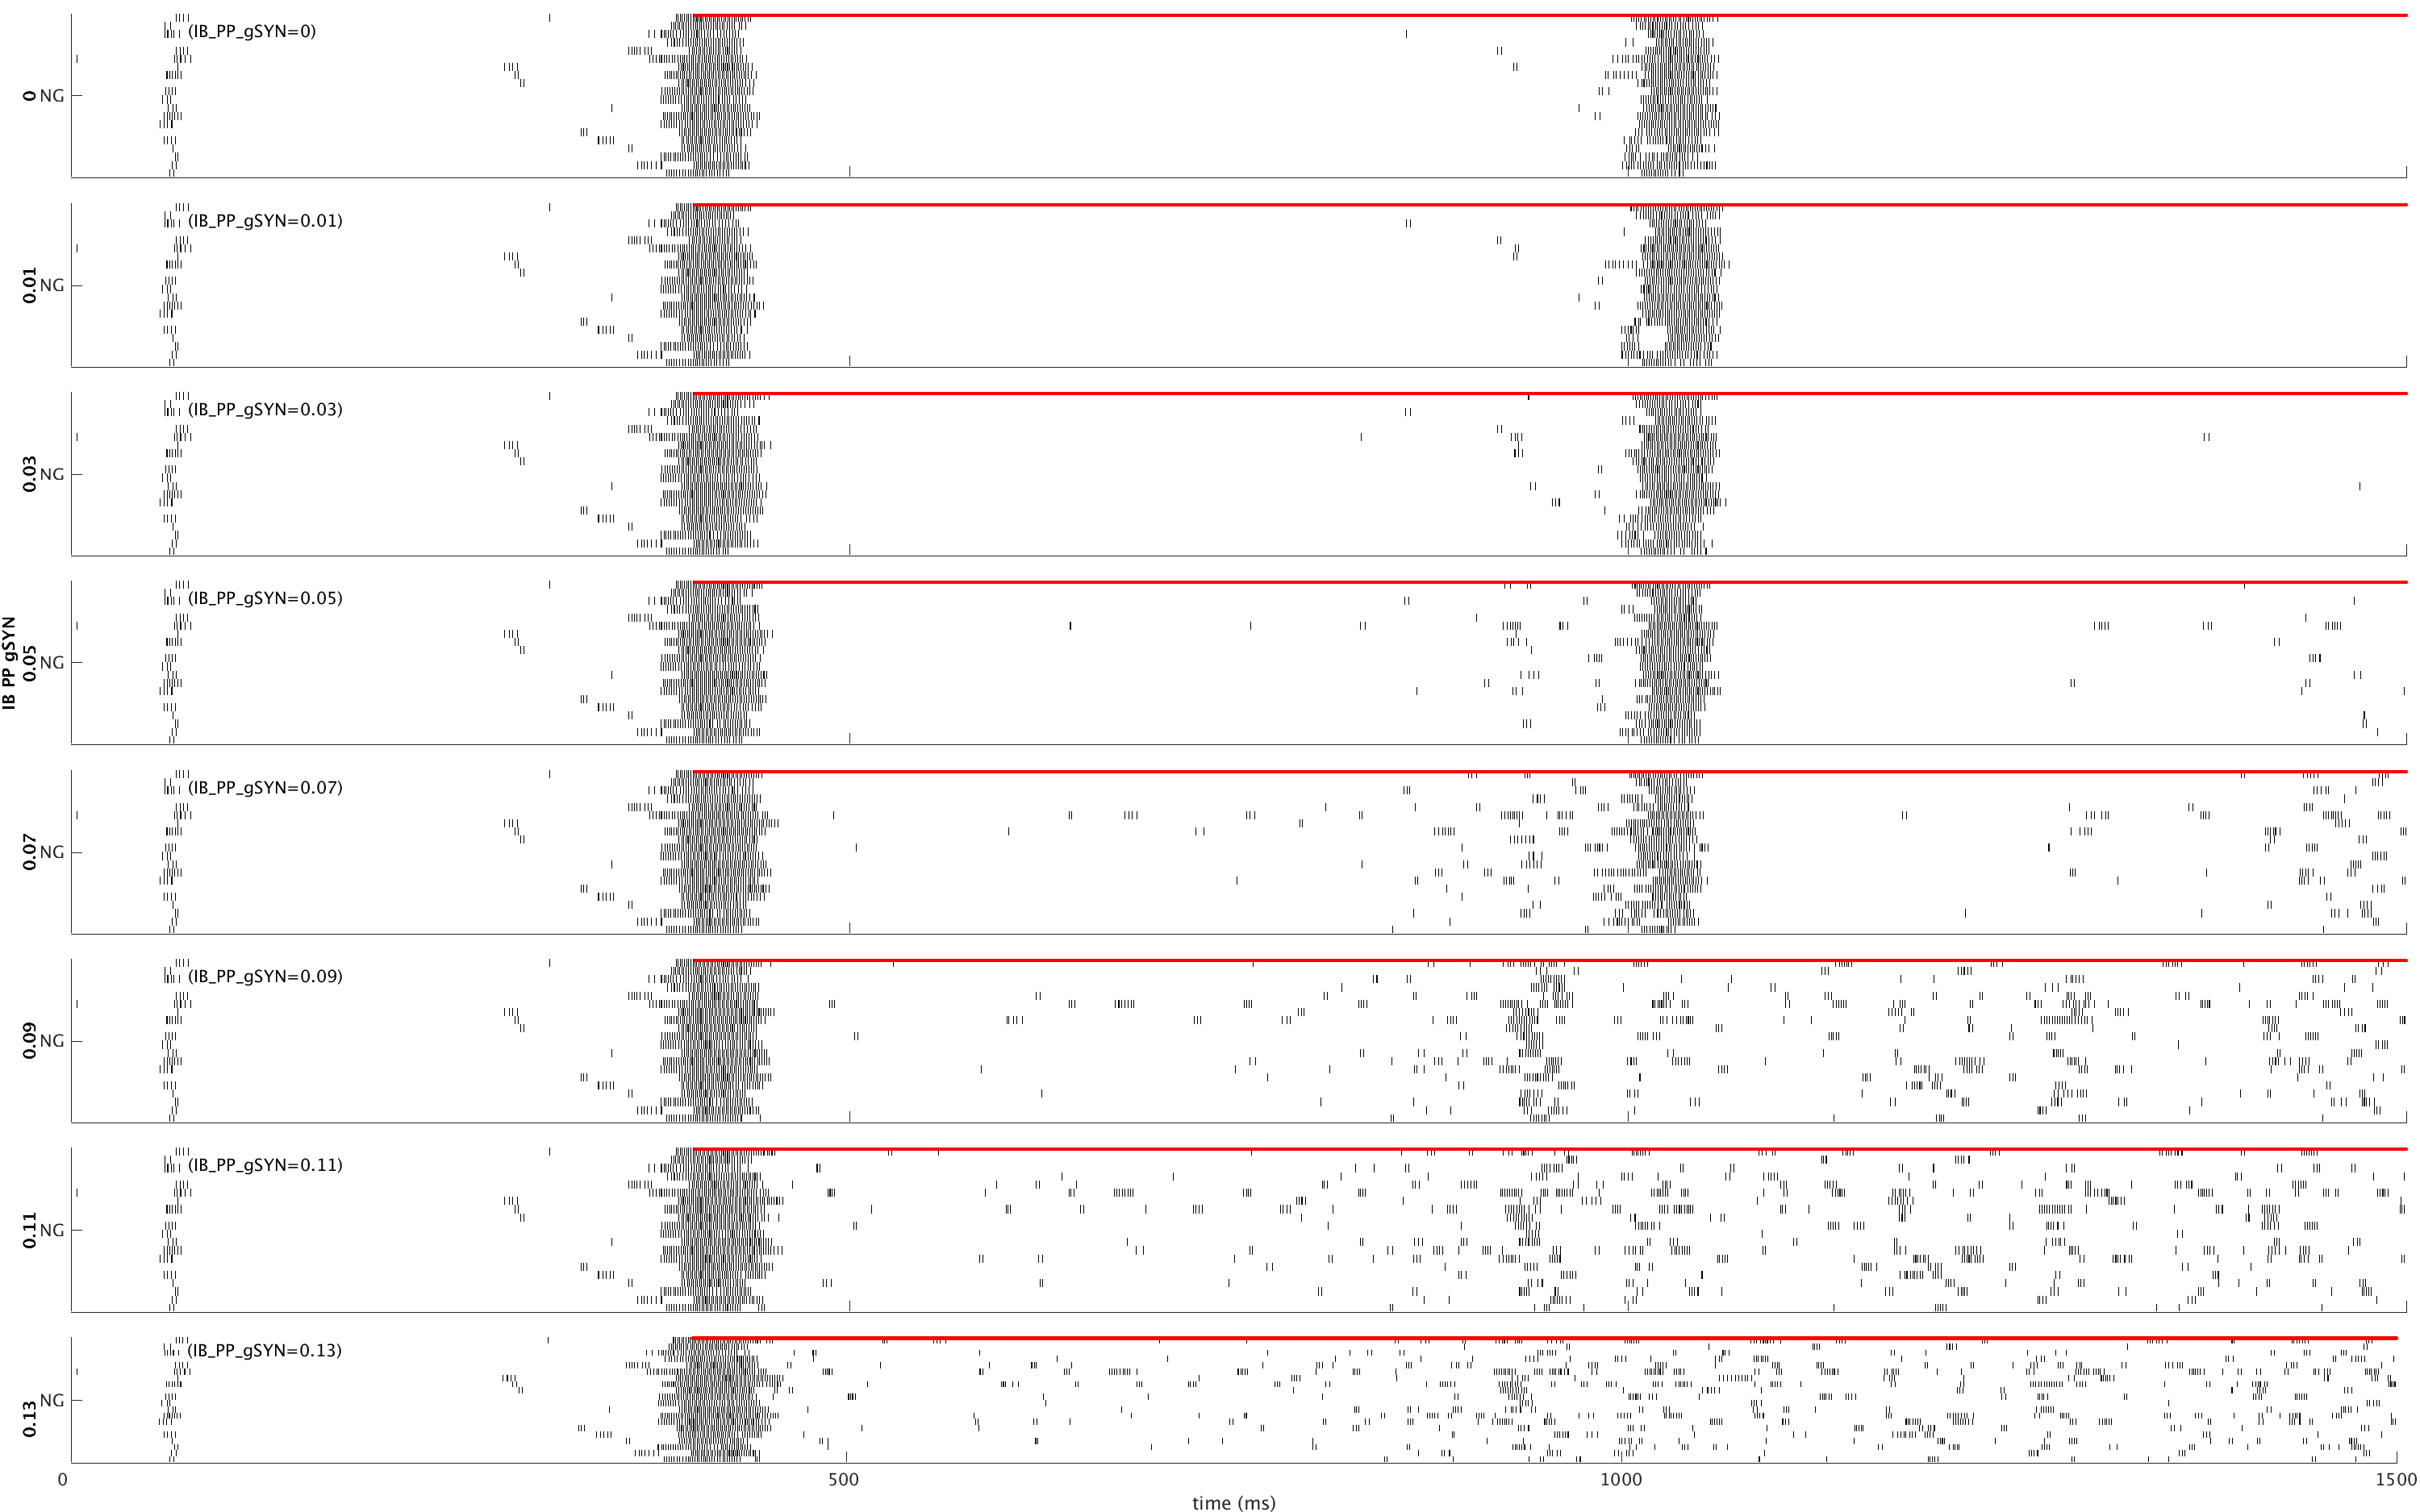 (IB_PP_gSYN=0)
0 NG
(IB_PP_gSYN=0.01)
0.01 NG
(IB_PP_gSYN=0.03)
0.03 NG
(IB_PP_gSYN=0.05)
IB PP gSYN
0.05 NG
(IB_PP_gSYN=0.07)
0.07 NG
(IB_PP_gSYN=0.09)
0.09 NG
(IB_PP_gSYN=0.11)
0.11 NG
(IB_PP_gSYN=0.13)
0.13 NG
0 500 1000 1500
time (ms)